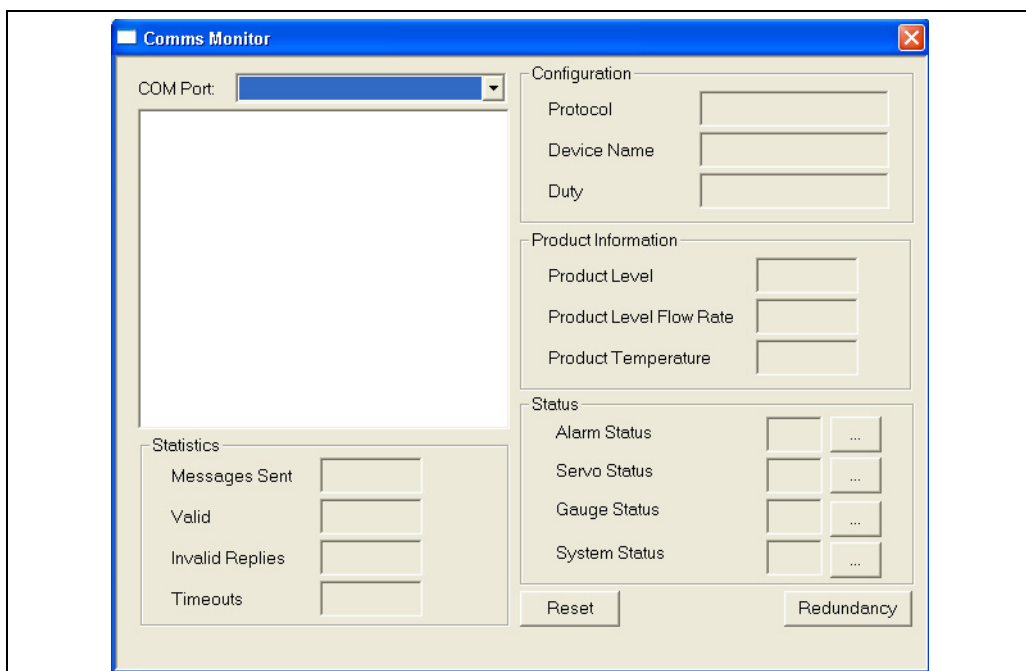 Comms Monitor
COM Port:
Configuration
Protocol
Device Name
Duty
Product Information
Product Level
Product Level Flow Rate
Product Temperature
Status
Alarm Status
...
Servo Status
...
Gauge Status
...
System Status
...
Statistics
Messages Sent
Valid
Invalid Replies
Timeouts
Reset
Redundancy